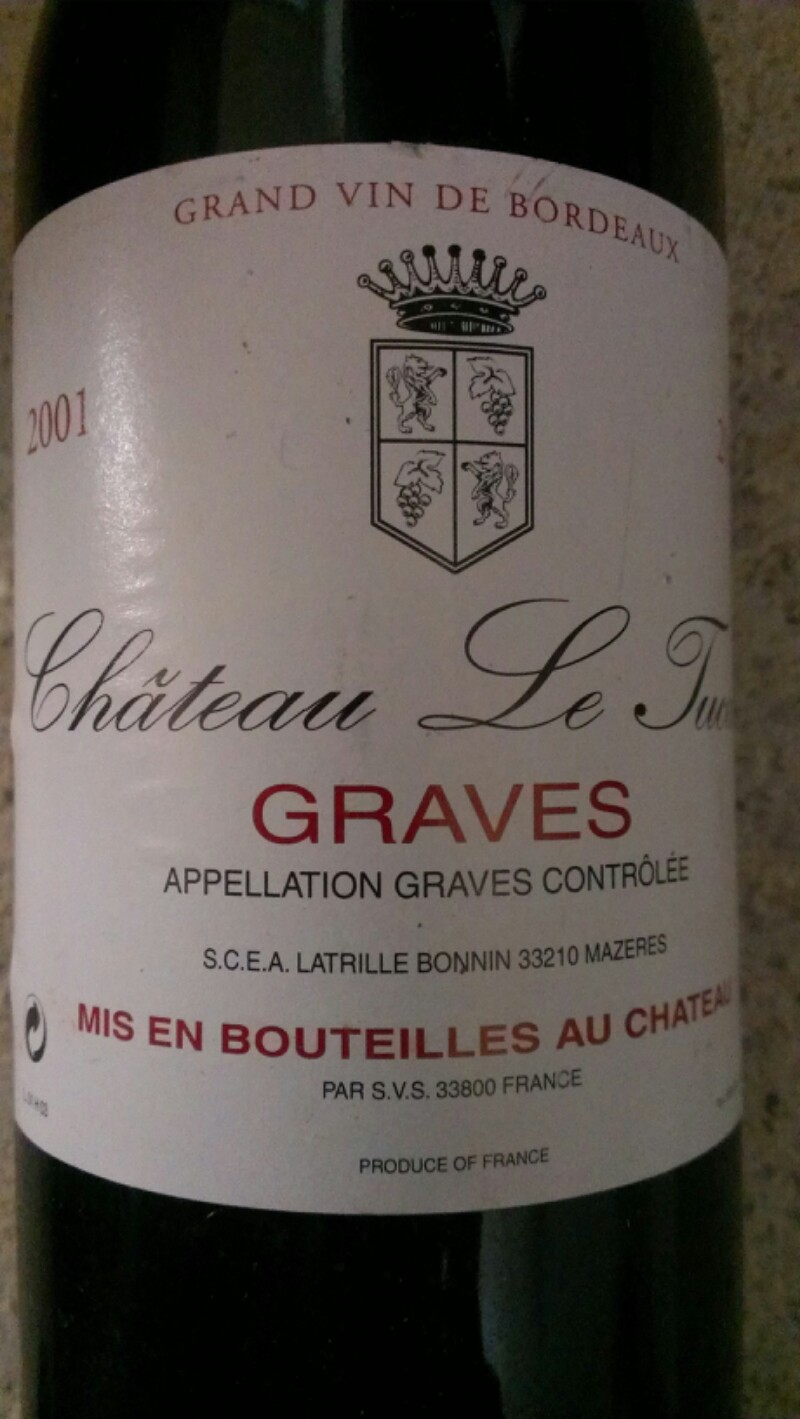 GRAND VIN DE BORDEAUX
2001
Château Le
GRAVES
APPELLATION GRAVES CONTRÔLÉE
S.C.E.A. LATRILLE BONNIN 33210 MAZERES
MIS EN BOUTEILLES AU CHATEAU
PAR S.V.S. 33800 FRANCE
PRODUCE OF FRANCE